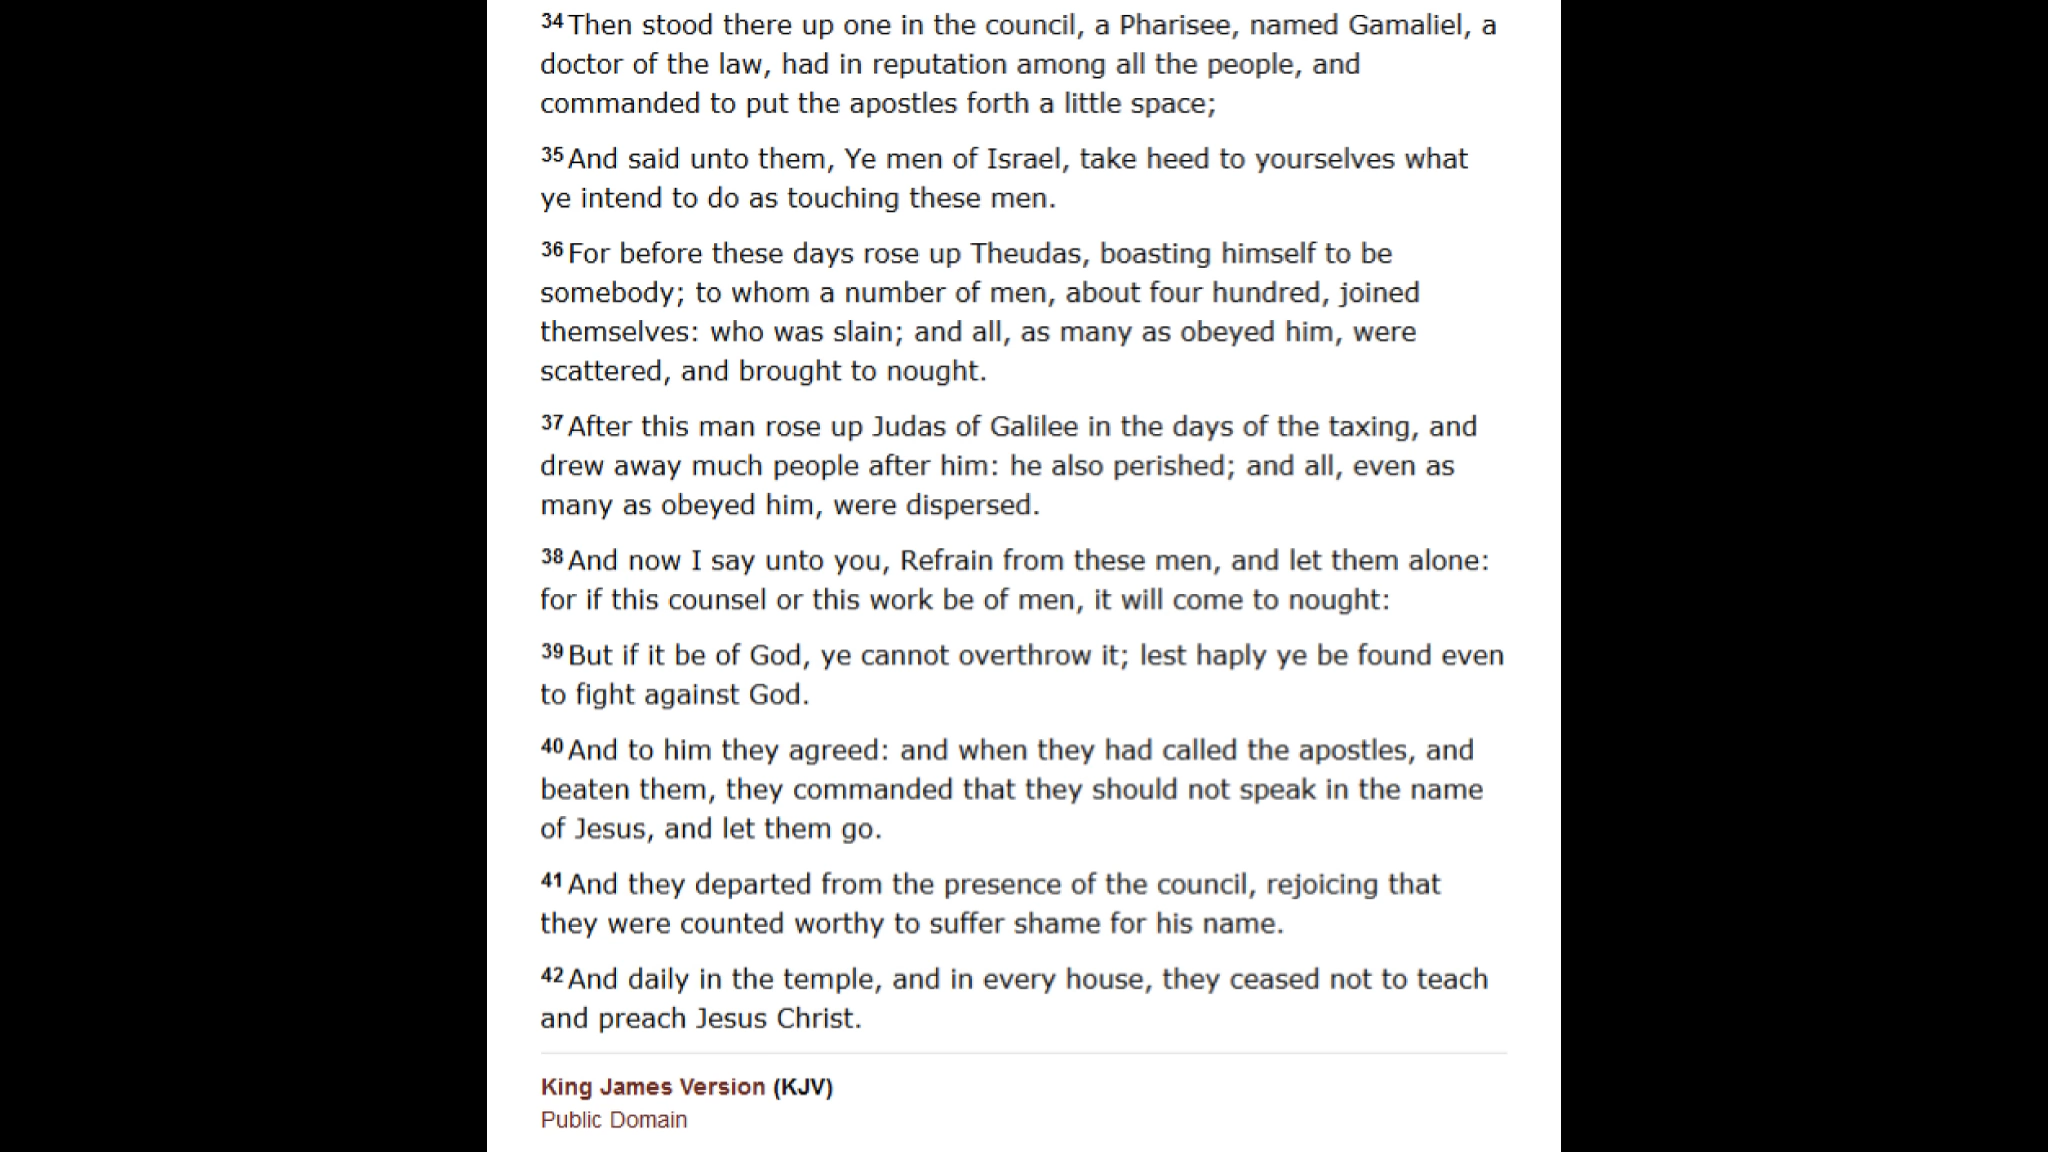 34 Then stood there up one in the council, a Pharisee, named Gamaliel, a
doctor of the law, had in reputation among all the people, and
commanded to put the apostles forth a little space;
35 And said unto them, Ye men of Israel, take heed to yourselves what
ye intend to do as touching these men.
36 For before these days rose up Theudas, boasting himself to be
somebody; to whom a number of men, about four hundred, joined
themselves: who was slain; and all, as many as obeyed him, were
scattered, and brought to nought.
37 After this man rose up Judas of Galilee in the days of the taxing, and
drew away much people after him: he also perished; and all, even as
many as obeyed him, were dispersed.
38 And now I say unto you, Refrain from these men, and let them alone:
for if this counsel or this work be of men, it will come to nought:
39 But if it be of God, ye cannot overthrow it; lest haply ye be found even
to fight against God.
40 And to him they agreed: and when they had called the apostles, and
beaten them, they commanded that they should not speak in the name
of Jesus, and let them go.
41 And they departed from the presence of the council, rejoicing that
they were counted worthy to suffer shame for his name.
42 And daily in the temple, and in every house, they ceased not to teach
and preach Jesus Christ.
King James Version (KJV)
Public Domain